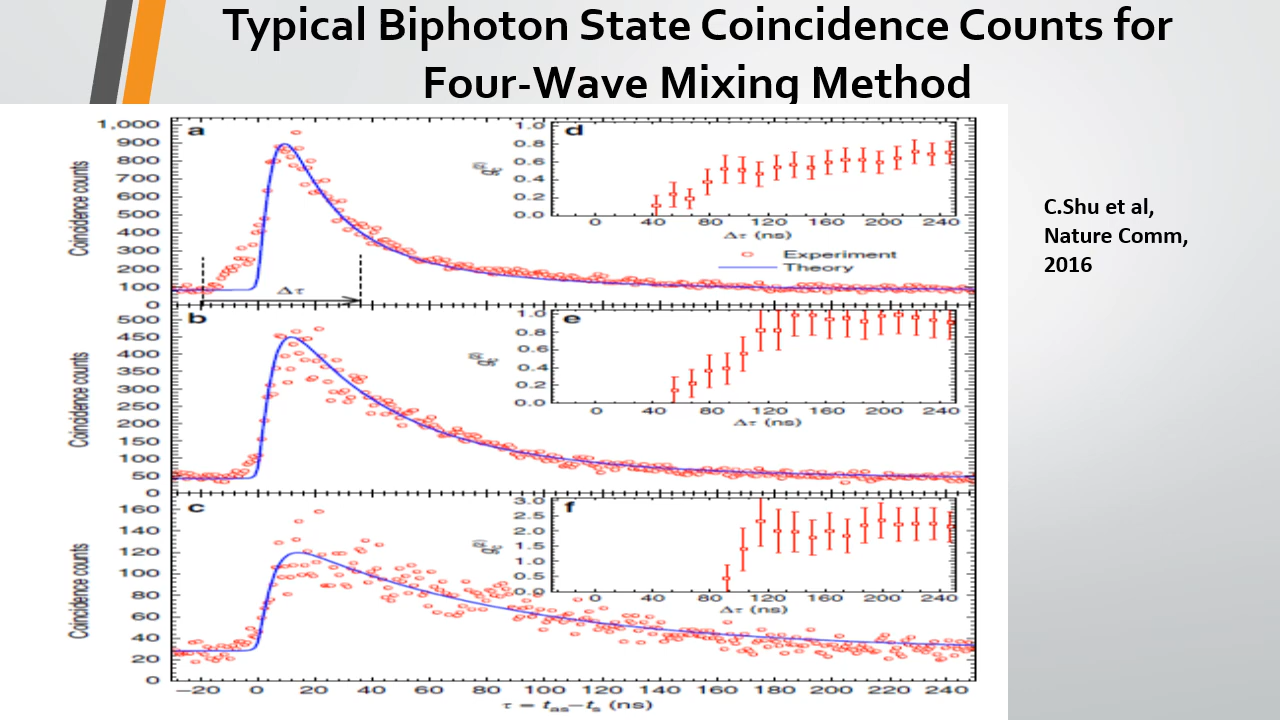 Typical Biphoton State Coincidence Counts for
Four-Wave Mixing Method
a
1,000
900
800
700
600
500
400
300
200
100
0
Coincidence counts
Δτ
d
1.0
0.8
0.6
0.4
0.2
0.0
0 40 80 120 160 200 240
Δτ (ns)
Experiment
Theory
b
500
450
400
350
300
250
200
150
100
50
0
Coincidence counts
e
1.0
0.8
0.6
0.4
0.2
0.0
0 40 80 120 160 200 240
Δτ (ns)
c
160
140
120
100
80
60
40
20
0
Coincidence counts
f
3.0
2.5
2.0
1.5
1.0
0.5
0.0
0 40 80 120 160 200 240
Δτ (ns)
−20 0 20 40 60 80 100 120 140 160 180 200 220 240
τ = tas−ts (ns)
C.Shu et al,
Nature Comm,
2016